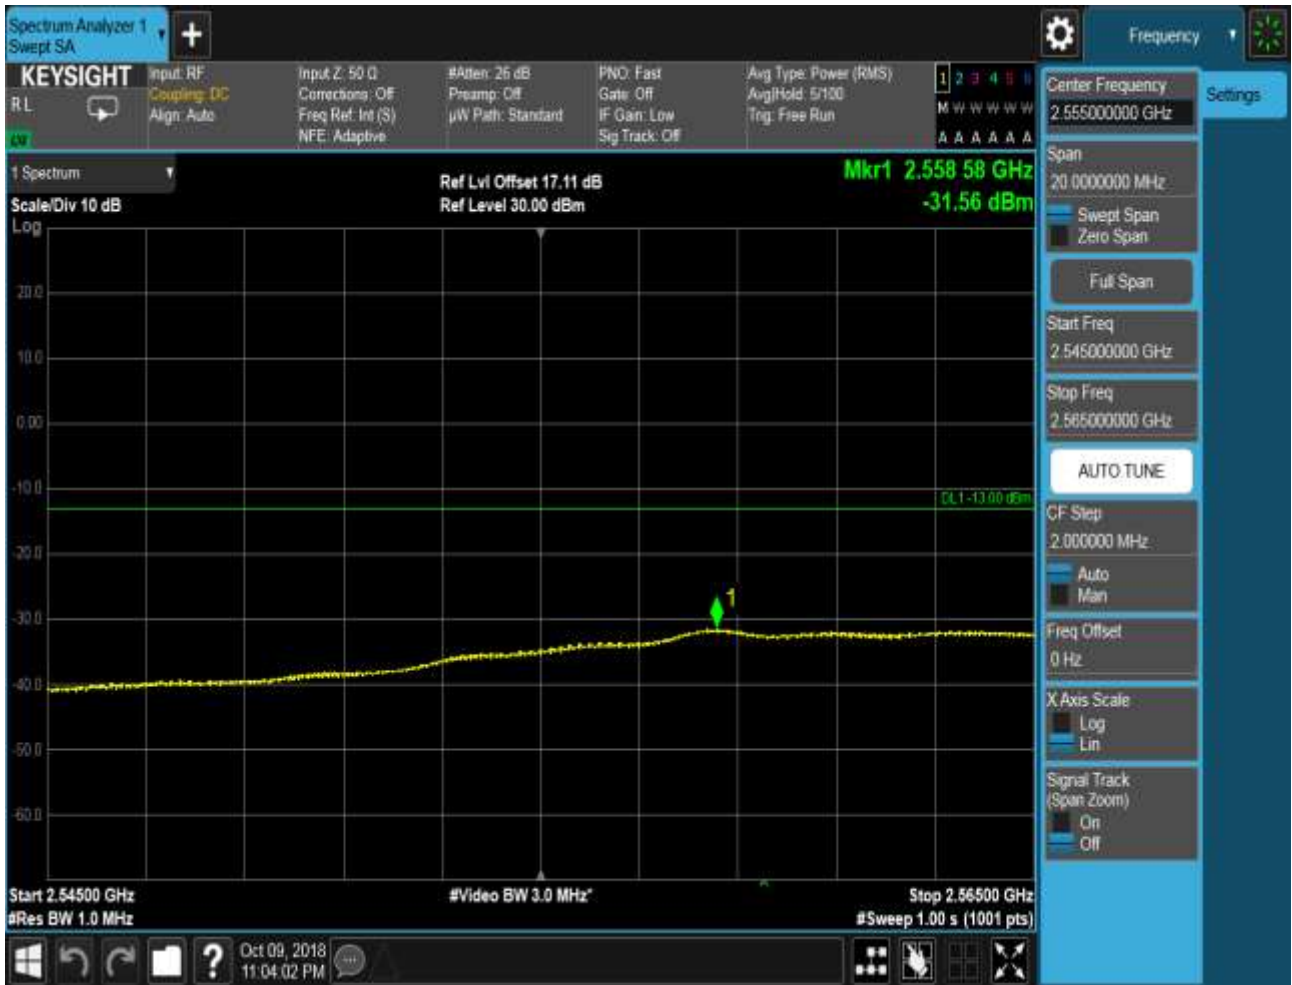 Spectrum Analyzer 1
Swept SA
+
Frequency
KEYSIGHT
RL
Input: RF
Coupling: DC
Align: Auto
Input Z: 50 Ω
Corrections: Off
Freq Ref: Int (S)
NFE: Adaptive
#Atten: 26 dB
Preamp: Off
µW Path: Standard
PNO: Fast
Gate: Off
IF Gain: Low
Sig Track: Off
Avg Type: Power (RMS)
Avg|Hold: 5/100
Trig: Free Run
1 2 3 4 5 6
M W W W W W
A A A A A A
Center Frequency
2.555000000 GHz
Settings
1 Spectrum
Scale/Div 10 dB
Log
Ref Lvl Offset 17.11 dB
Ref Level 30.00 dBm
Mkr1 2.558 58 GHz
-31.56 dBm
Span
20.0000000 MHz
Swept Span
Zero Span
Full Span
Start Freq
2.545000000 GHz
Stop Freq
2.565000000 GHz
AUTO TUNE
CF Step
2.000000 MHz
Auto
Man
Freq Offset
0 Hz
X Axis Scale
Log
Lin
Signal Track
(Span Zoom)
On
Off
20.0
10.0
0.00
-10.0
DL1 -13.00 dBm
-20.0
1
-30.0
-40.0
-50.0
-60.0
Start 2.54500 GHz
#Res BW 1.0 MHz
#Video BW 3.0 MHz*
Stop 2.56500 GHz
#Sweep 1.00 s (1001 pts)
?
Oct 09, 2018
11:04:02 PM